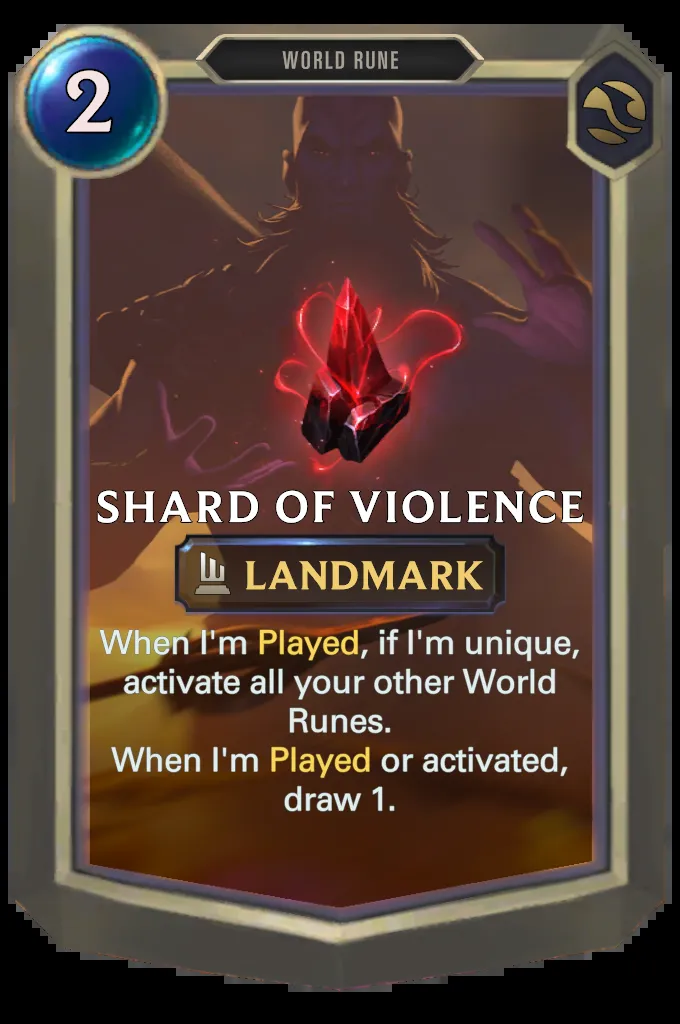 WORLD RUNE
2
SHARD OF VIOLENCE
LANDMARK
When I'm Played, if I'm unique,
activate all your other World
Runes.
When I'm Played or activated,
draw 1.